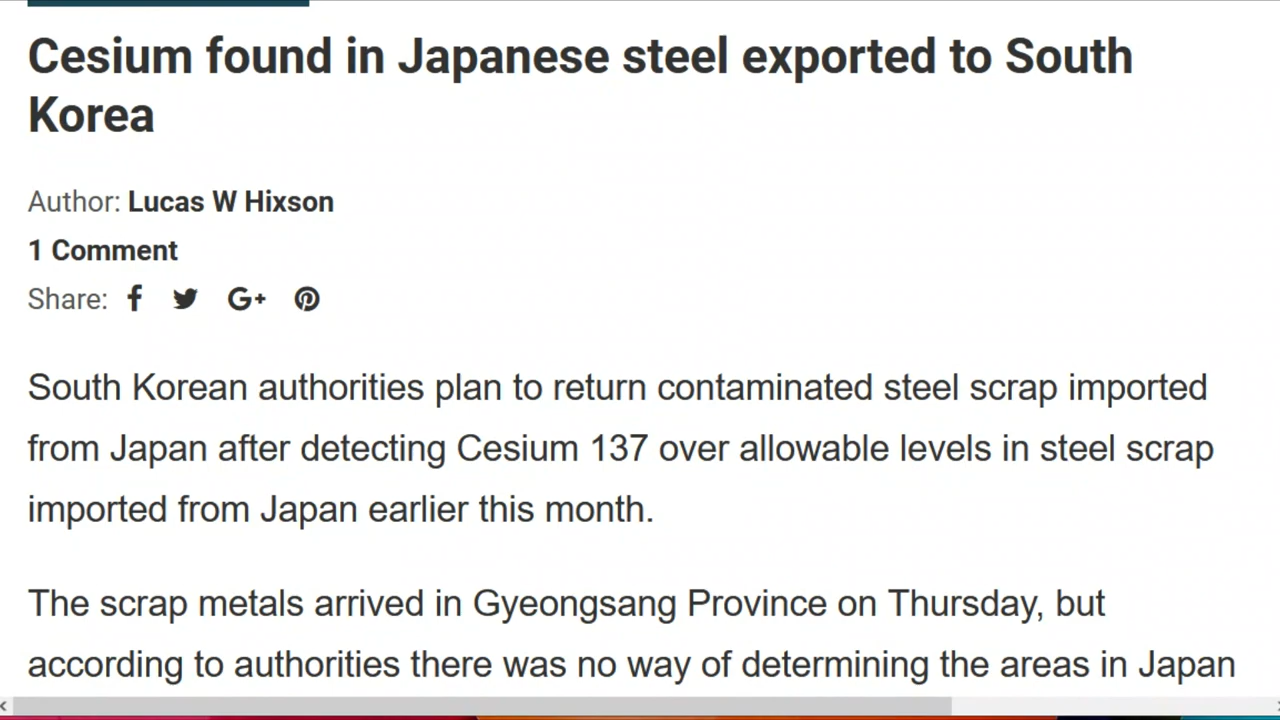 Cesium found in Japanese steel exported to South
Korea
Author: Lucas W Hixson
1 Comment
Share:
South Korean authorities plan to return contaminated steel scrap imported
from Japan after detecting Cesium 137 over allowable levels in steel scrap
imported from Japan earlier this month.
The scrap metals arrived in Gyeongsang Province on Thursday, but
according to authorities there was no way of determining the areas in Japan